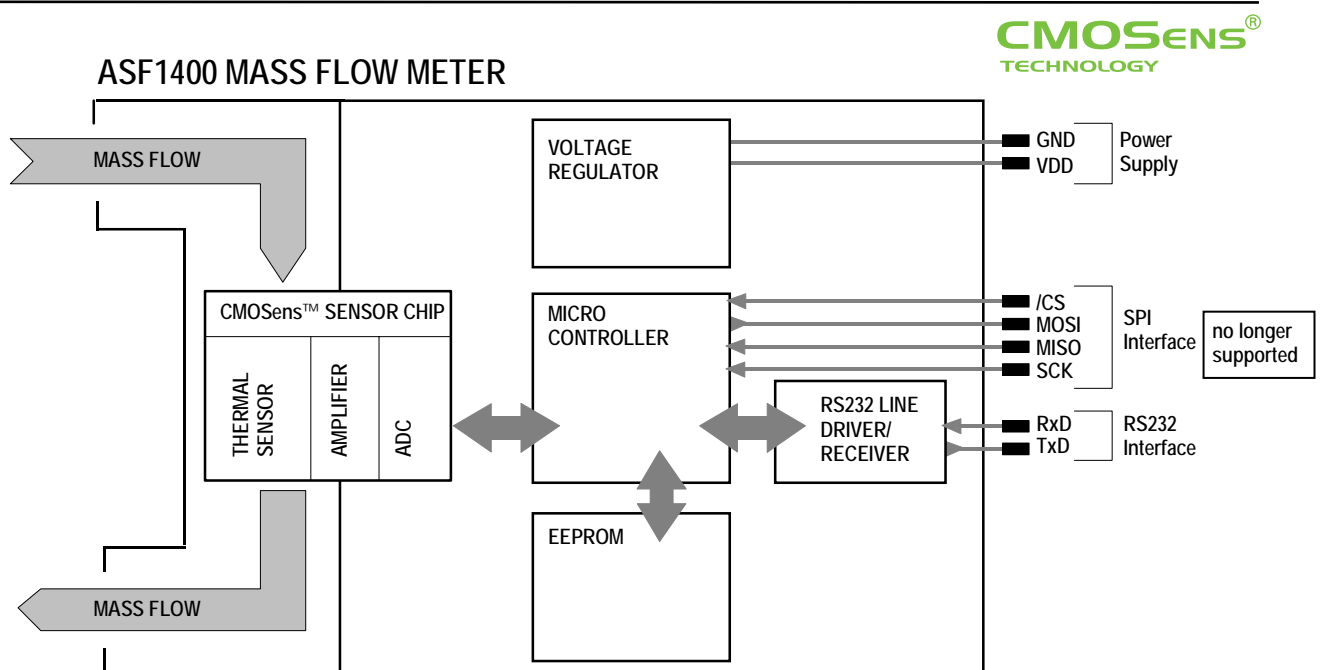 CMOSENS®
TECHNOLOGY
ASF1400 MASS FLOW METER
MASS FLOW
VOLTAGE
REGULATOR
GND
VDD
Power
Supply
CMOSens™ SENSOR CHIP
THERMAL
SENSOR
AMPLIFIER
ADC
MICRO
CONTROLLER
/CS
MOSI
MISO
SCK
SPI
Interface
no longer
supported
RS232 LINE
DRIVER/
RECEIVER
RxD
TxD
RS232
Interface
EEPROM
MASS FLOW